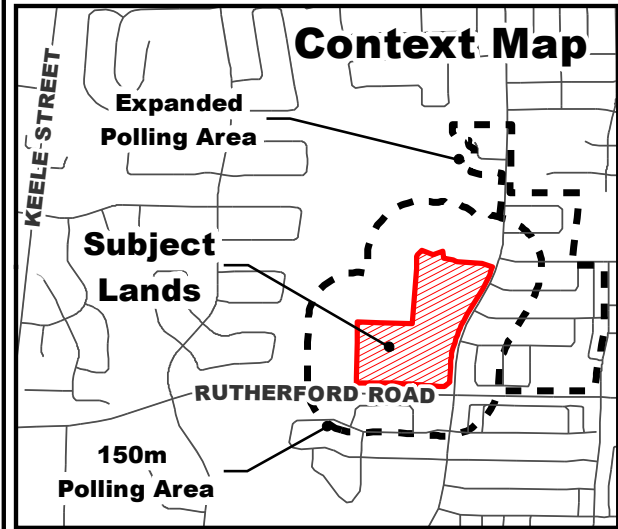 Context Map
Expanded
Polling Area
KEELE STREET
Subject
Lands
RUTHERFORD ROAD
150m
Polling Area